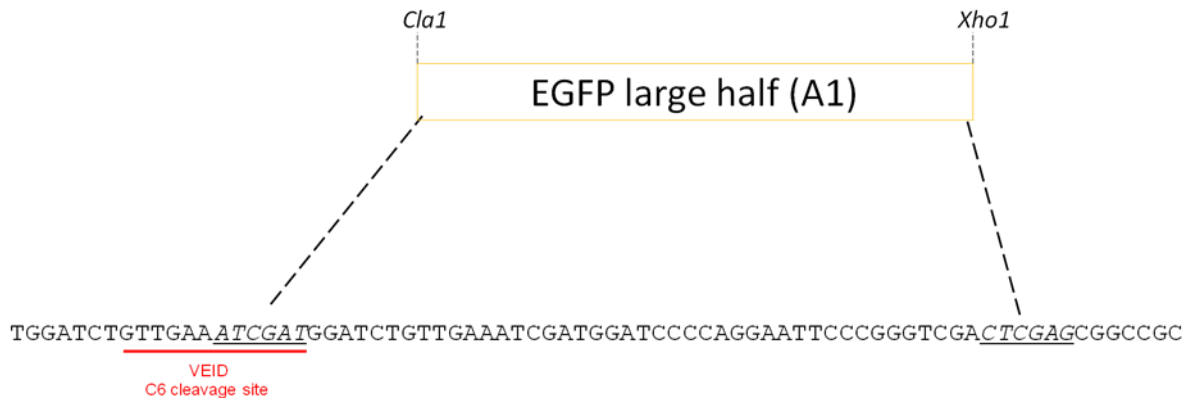 Cla1 Xho1
EGFP large half (A1)
TGGATCTGTTGAAATCGATGGATCTGTTGAAATCGATGGATCCCCAGGAATTCCCGGGTCGACTCGAGCGGCCGC
VEID
C6 cleavage site